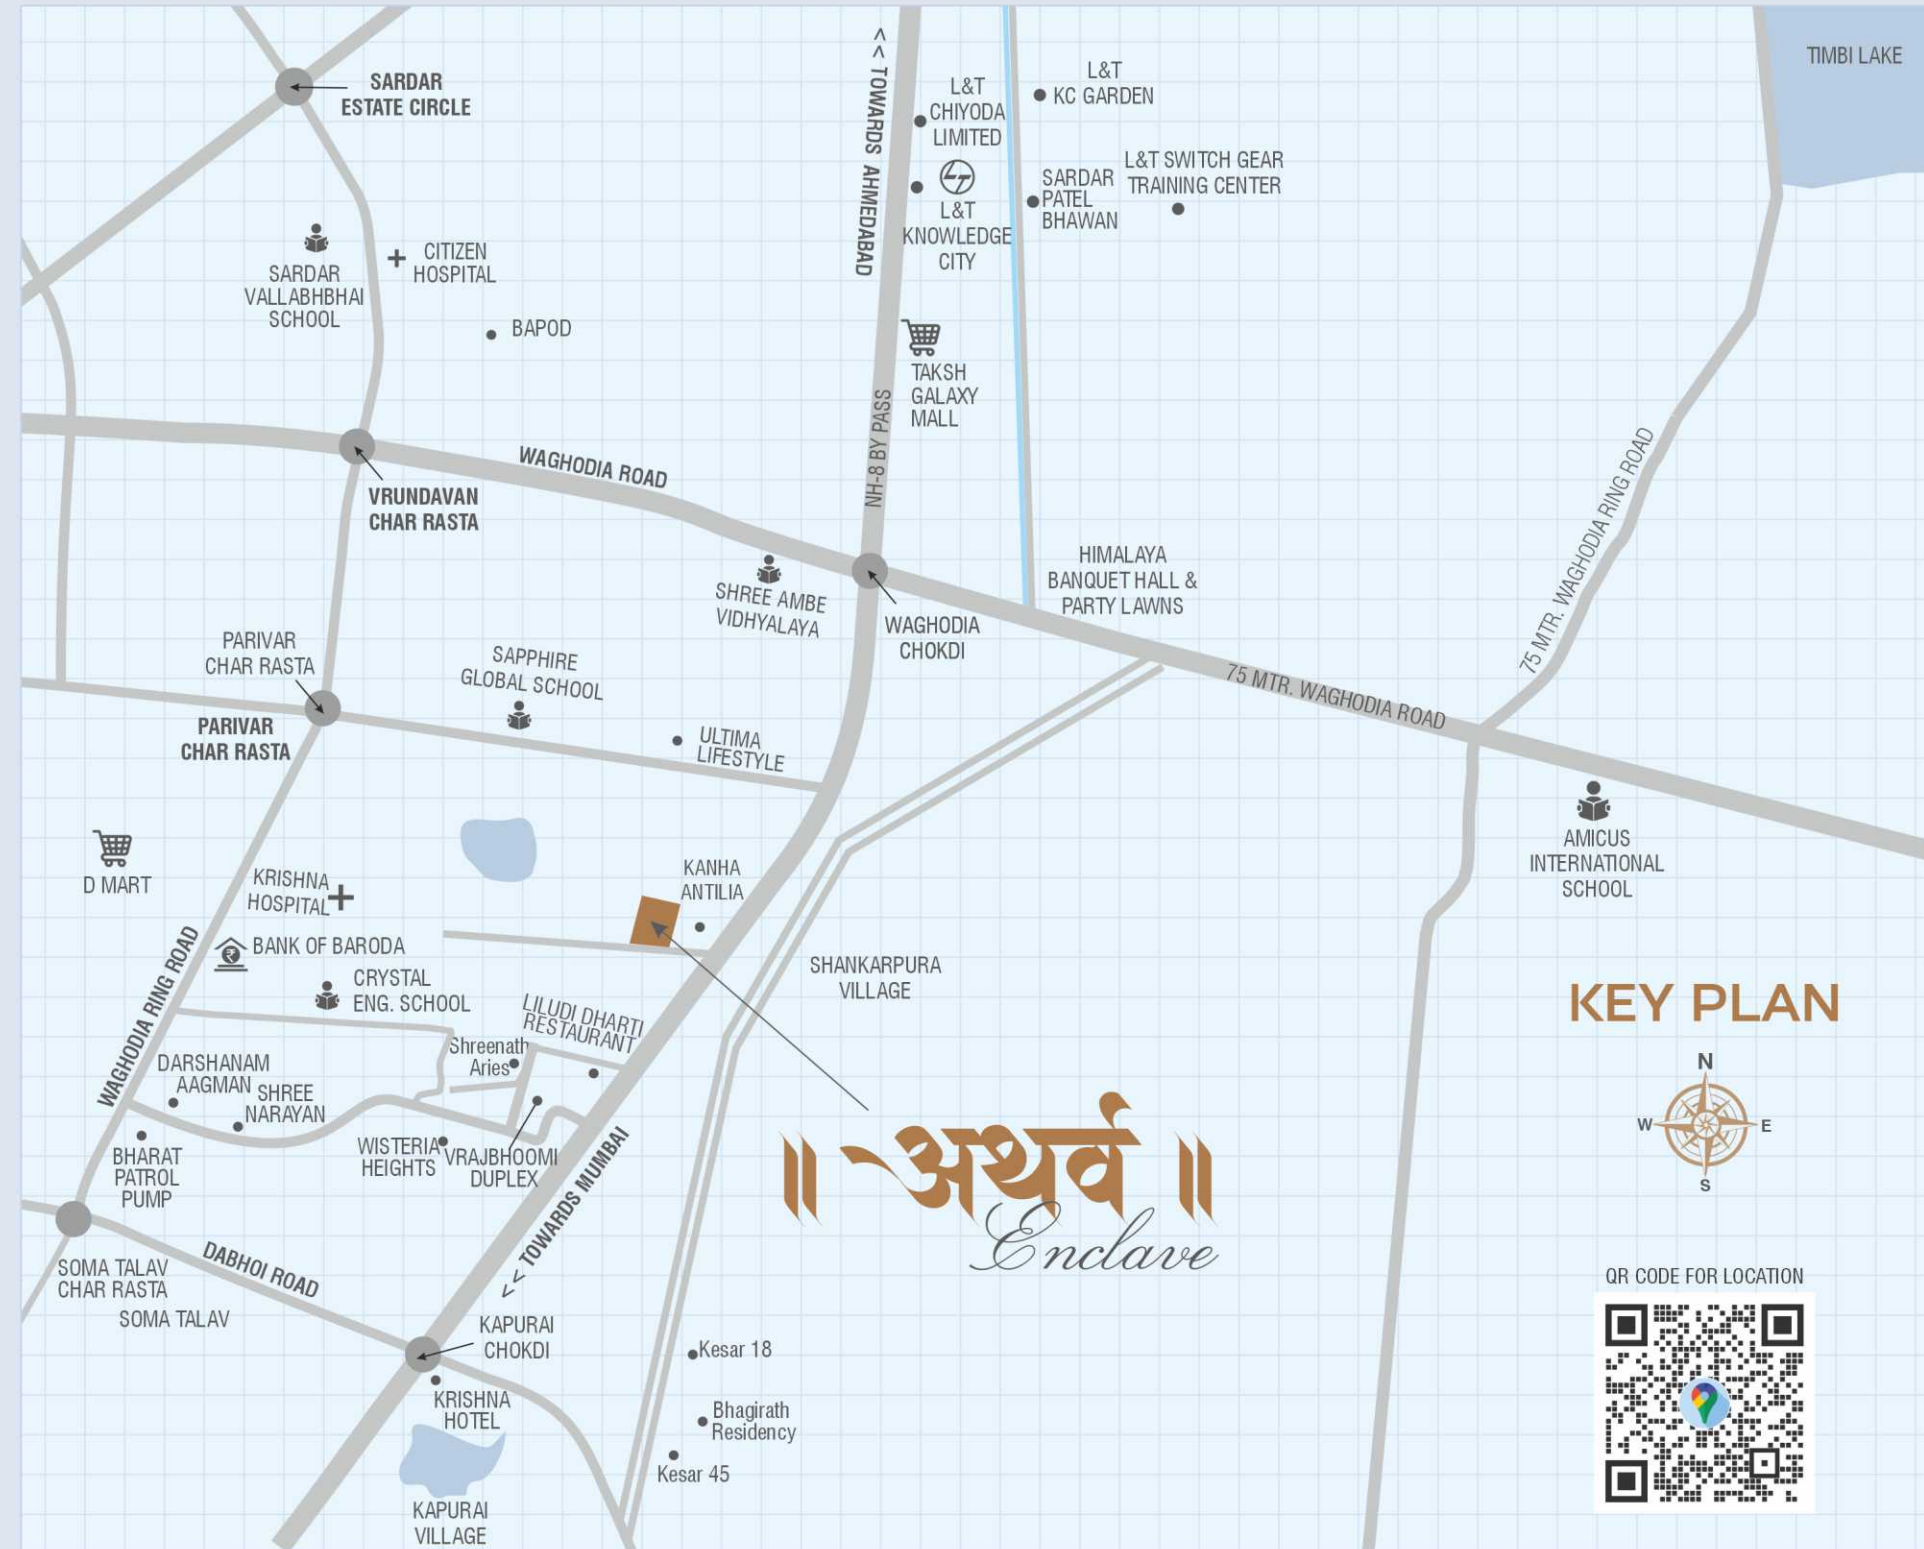 TIMBI LAKE
SARDAR
ESTATE CIRCLE
<< TOWARDS AHMEDABAD
L&T
CHIYODA
LIMITED
L&T
KC GARDEN
L&T
KNOWLEDGE
CITY
SARDAR
PATEL
BHAWAN
L&T SWITCH GEAR
TRAINING CENTER
SARDAR
VALLABHBHAI
SCHOOL
CITIZEN
HOSPITAL
BAPOD
TAKSH
GALAXY
MALL
NH-8 BY PASS
WAGHODIA ROAD
VRUNDAVAN
CHAR RASTA
75 MTR. WAGHODIA RING ROAD
SHREE AMBE
VIDHYALAYA
WAGHODIA
CHOKDI
HIMALAYA
BANQUET HALL &
PARTY LAWNS
PARIVAR
CHAR RASTA
SAPPHIRE
GLOBAL SCHOOL
75 MTR. WAGHODIA ROAD
PARIVAR
CHAR RASTA
ULTIMA
LIFESTYLE
AMICUS
INTERNATIONAL
SCHOOL
D MART
KRISHNA
HOSPITAL
KANHA
ANTILIA
BANK OF BARODA
CRYSTAL
ENG. SCHOOL
SHANKARPURA
VILLAGE
WAGHODIA RING ROAD
LILUDI DHARTI
RESTAURANT
Shreenath
Aries
DARSHANAM
AAGMAN
SHREE
NARAYAN
BHARAT
PATROL
PUMP
WISTERIA
HEIGHTS
VRAJBHOOMI
DUPLEX
<< TOWARDS MUMBAI
KEY PLAN
N
W
E
S
॥ अथर्व ॥
Enclave
SOMA TALAV
CHAR RASTA
SOMA TALAV
DABHOI ROAD
KAPURAI
CHOKDI
KRISHNA
HOTEL
KAPURAI
VILLAGE
Kesar 18
Bhagirath
Residency
Kesar 45
QR CODE FOR LOCATION